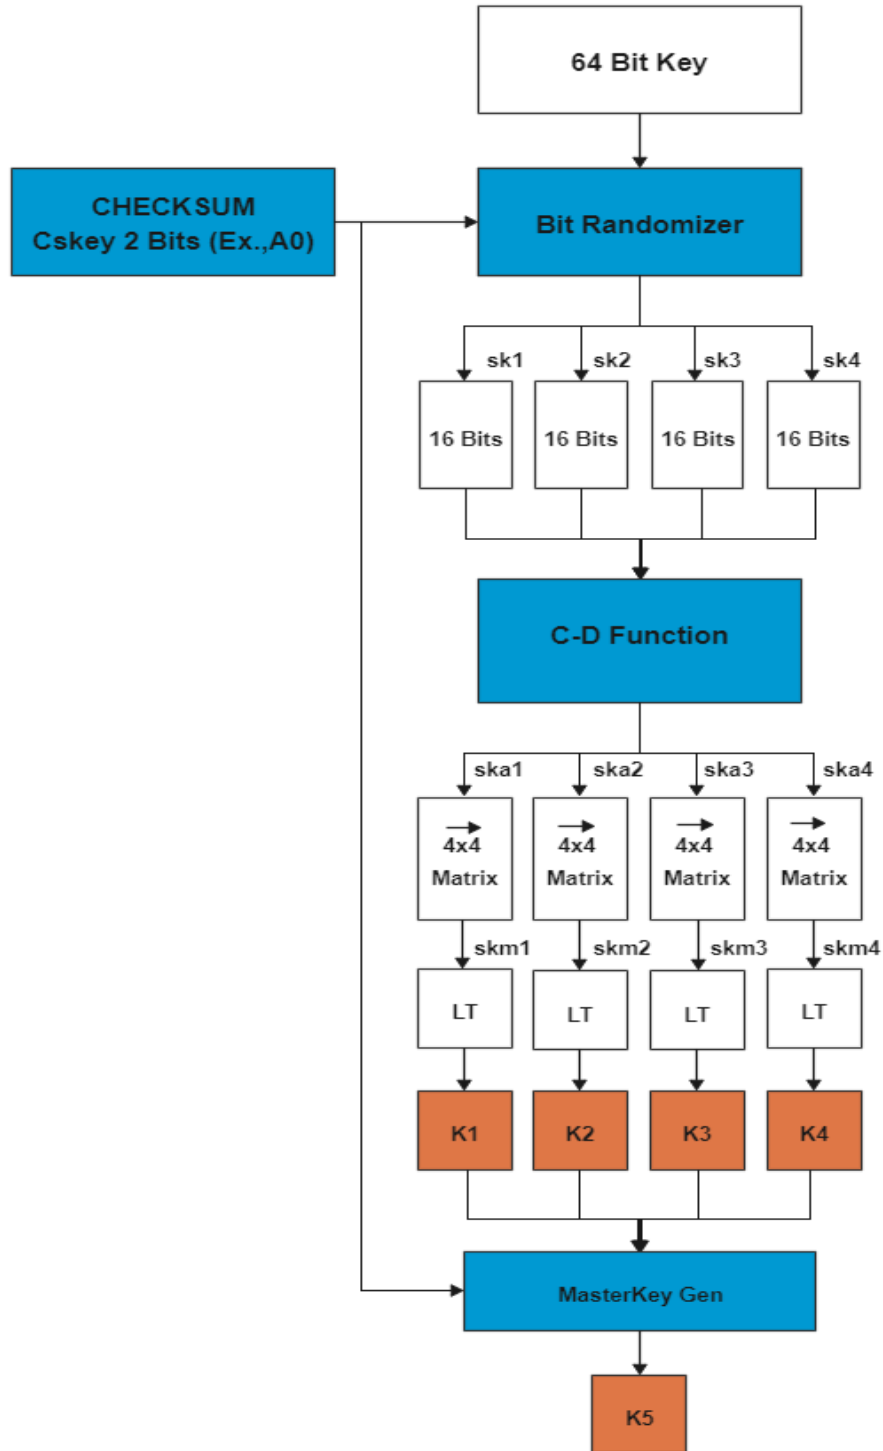 64 Bit Key
CHECKSUM
Cskey 2 Bits (Ex.,A0)
Bit Randomizer
sk1
sk2
sk3
sk4
16 Bits
16 Bits
16 Bits
16 Bits
C-D Function
ska1
ska2
ska3
ska4
4x4
Matrix
4x4
Matrix
4x4
Matrix
4x4
Matrix
skm1
skm2
skm3
skm4
LT
LT
LT
LT
K1
K2
K3
K4
MasterKey Gen
K5